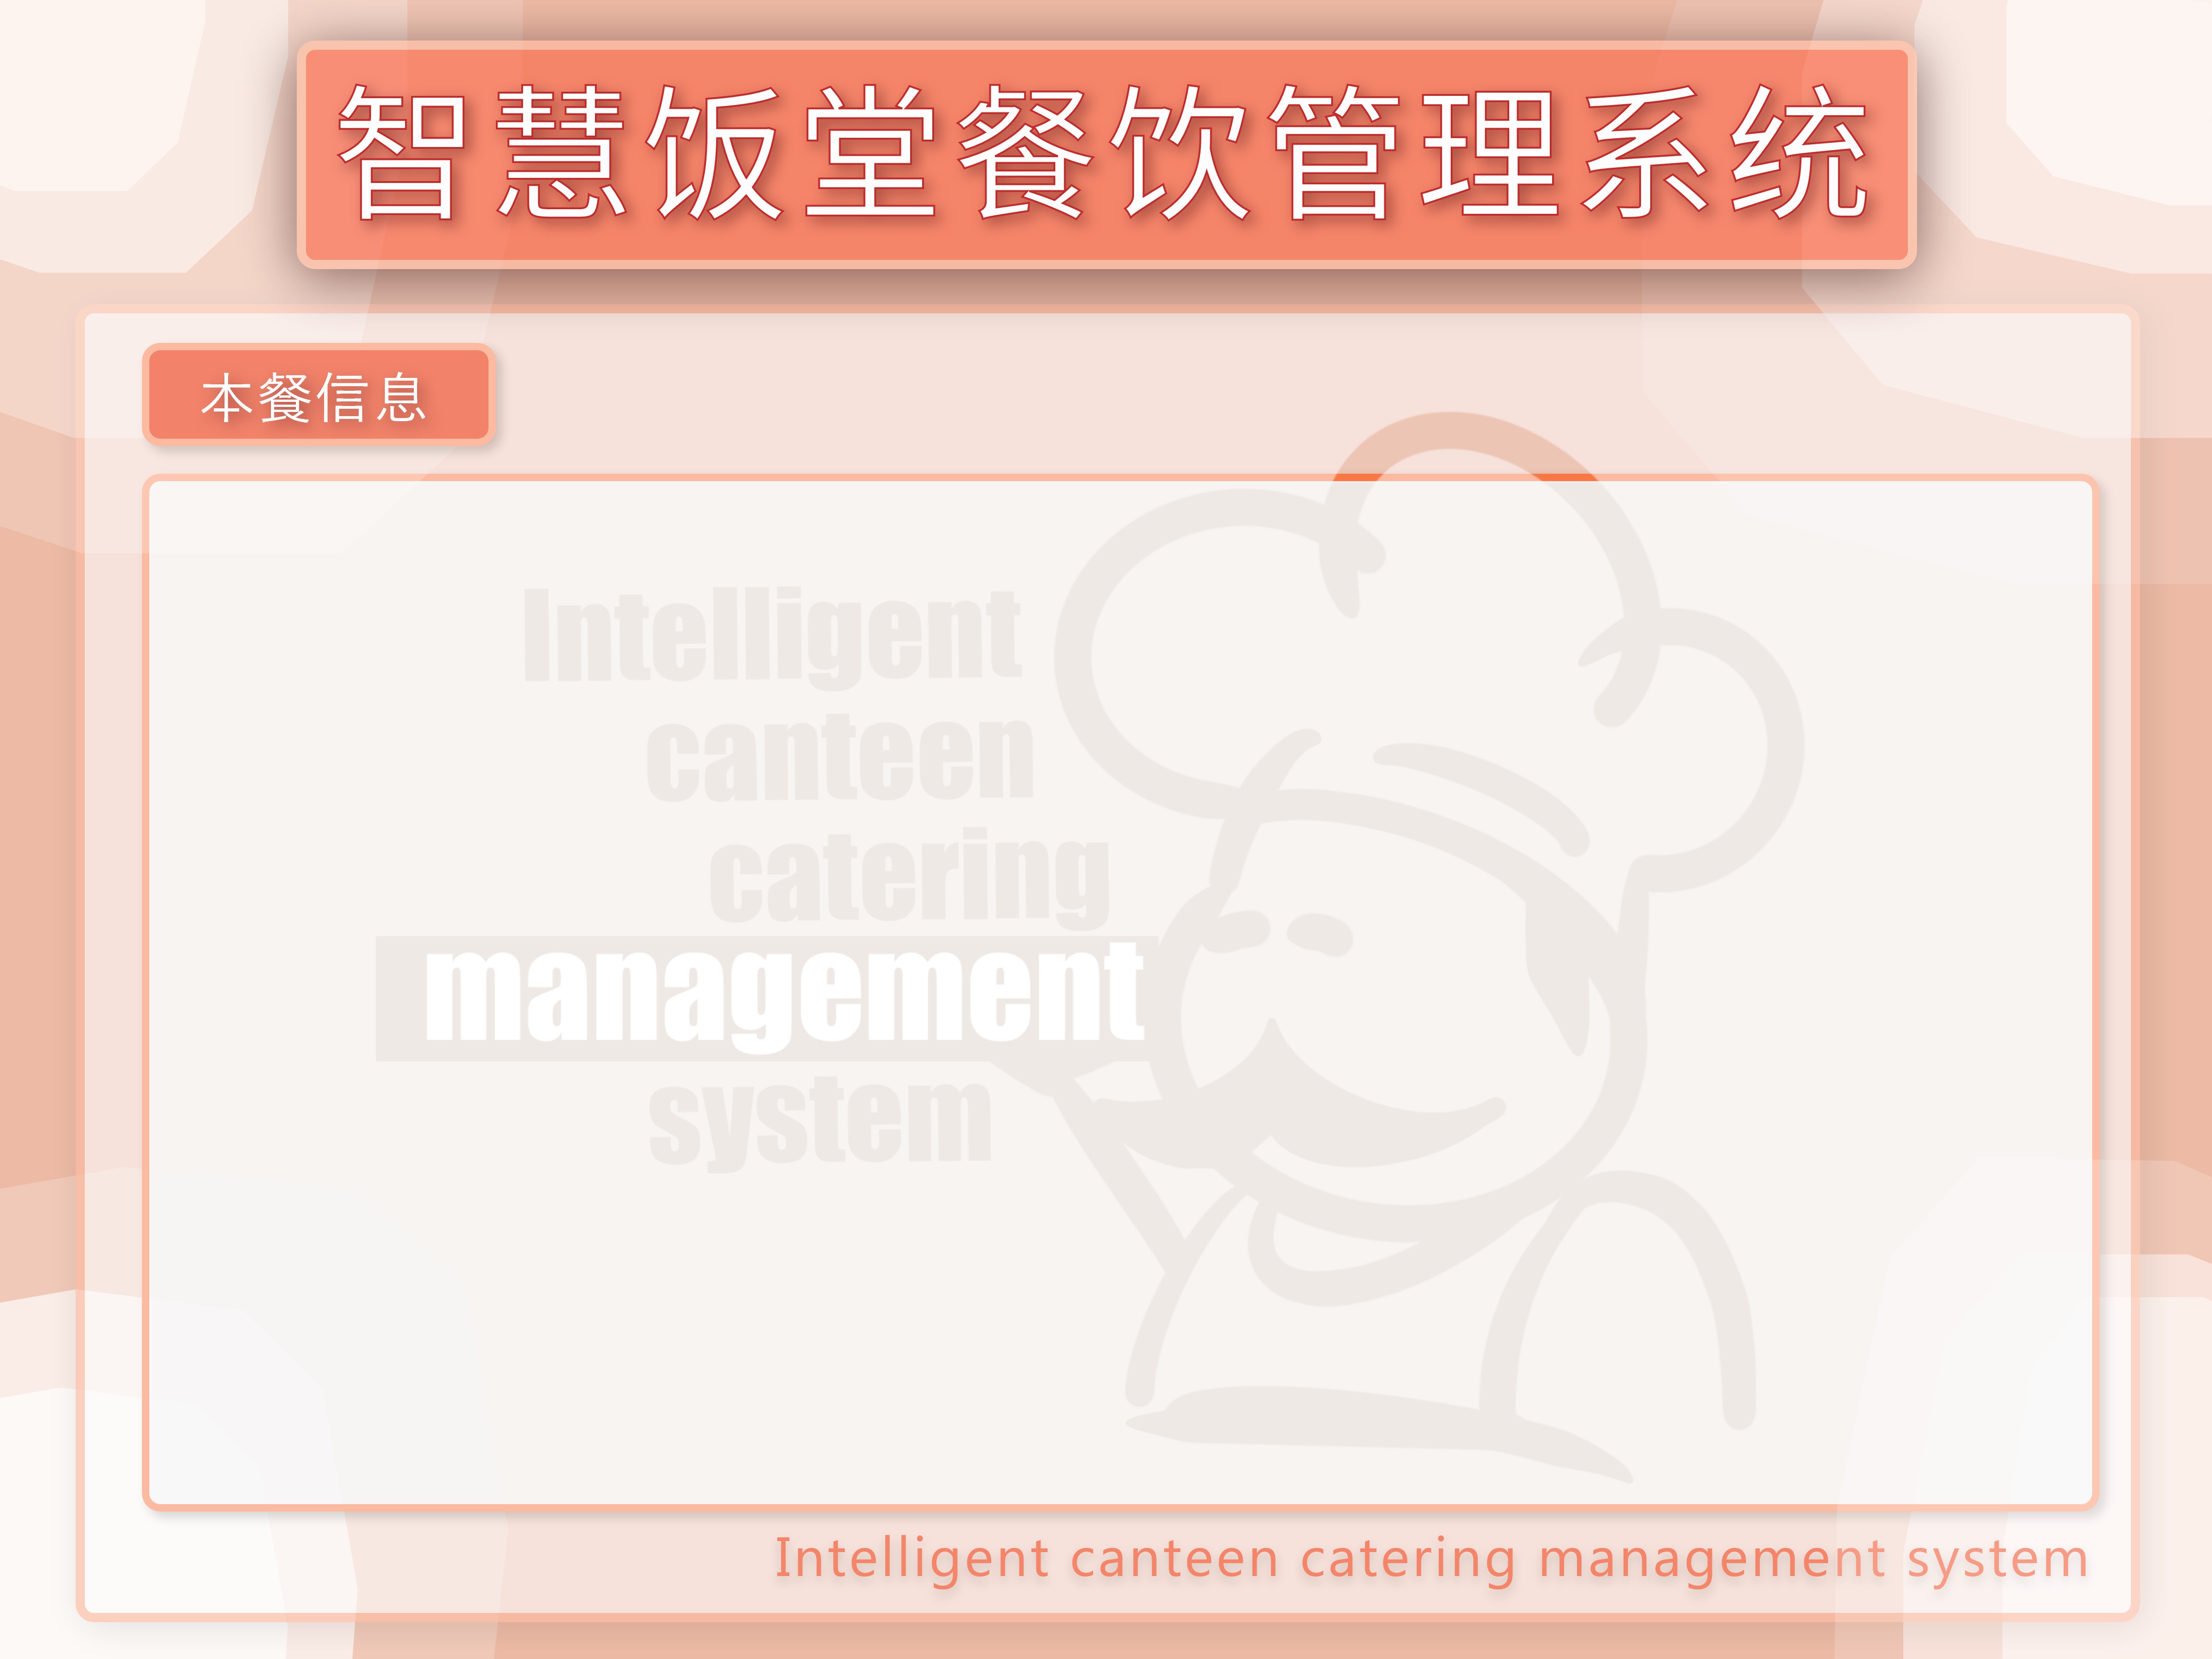 智慧饭堂餐饮管理系统
本餐信息
Intelligent
canteen
catering
management
system
Intelligent canteen catering management system